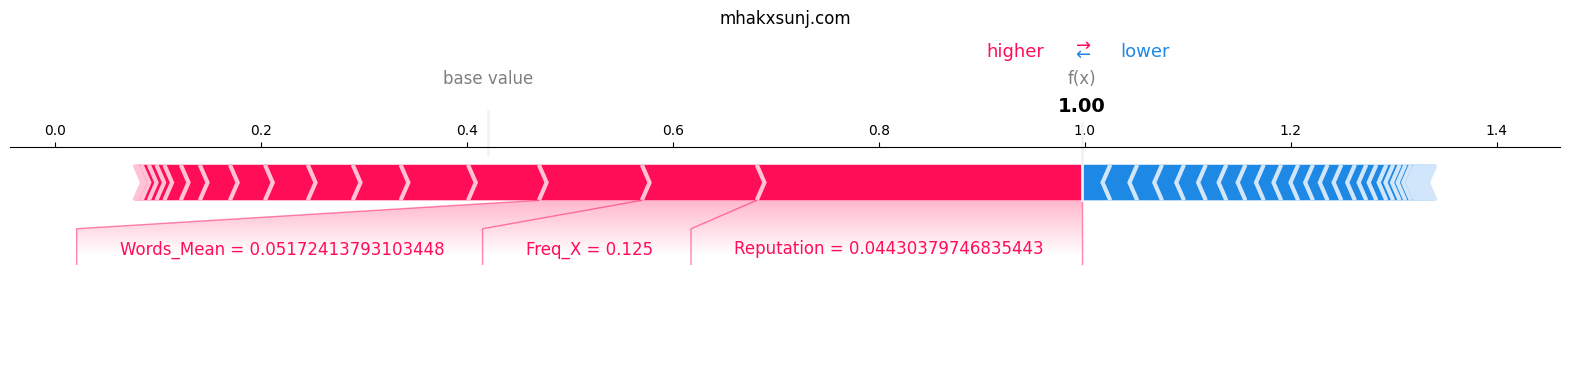 mhakxsunj.com
higher ⇄ lower
base value f(x)
1.00
0.0 0.2 0.4 0.6 0.8 1.0 1.2 1.4
Words_Mean = 0.05172413793103448 Freq_X = 0.125 Reputation = 0.04430379746835443